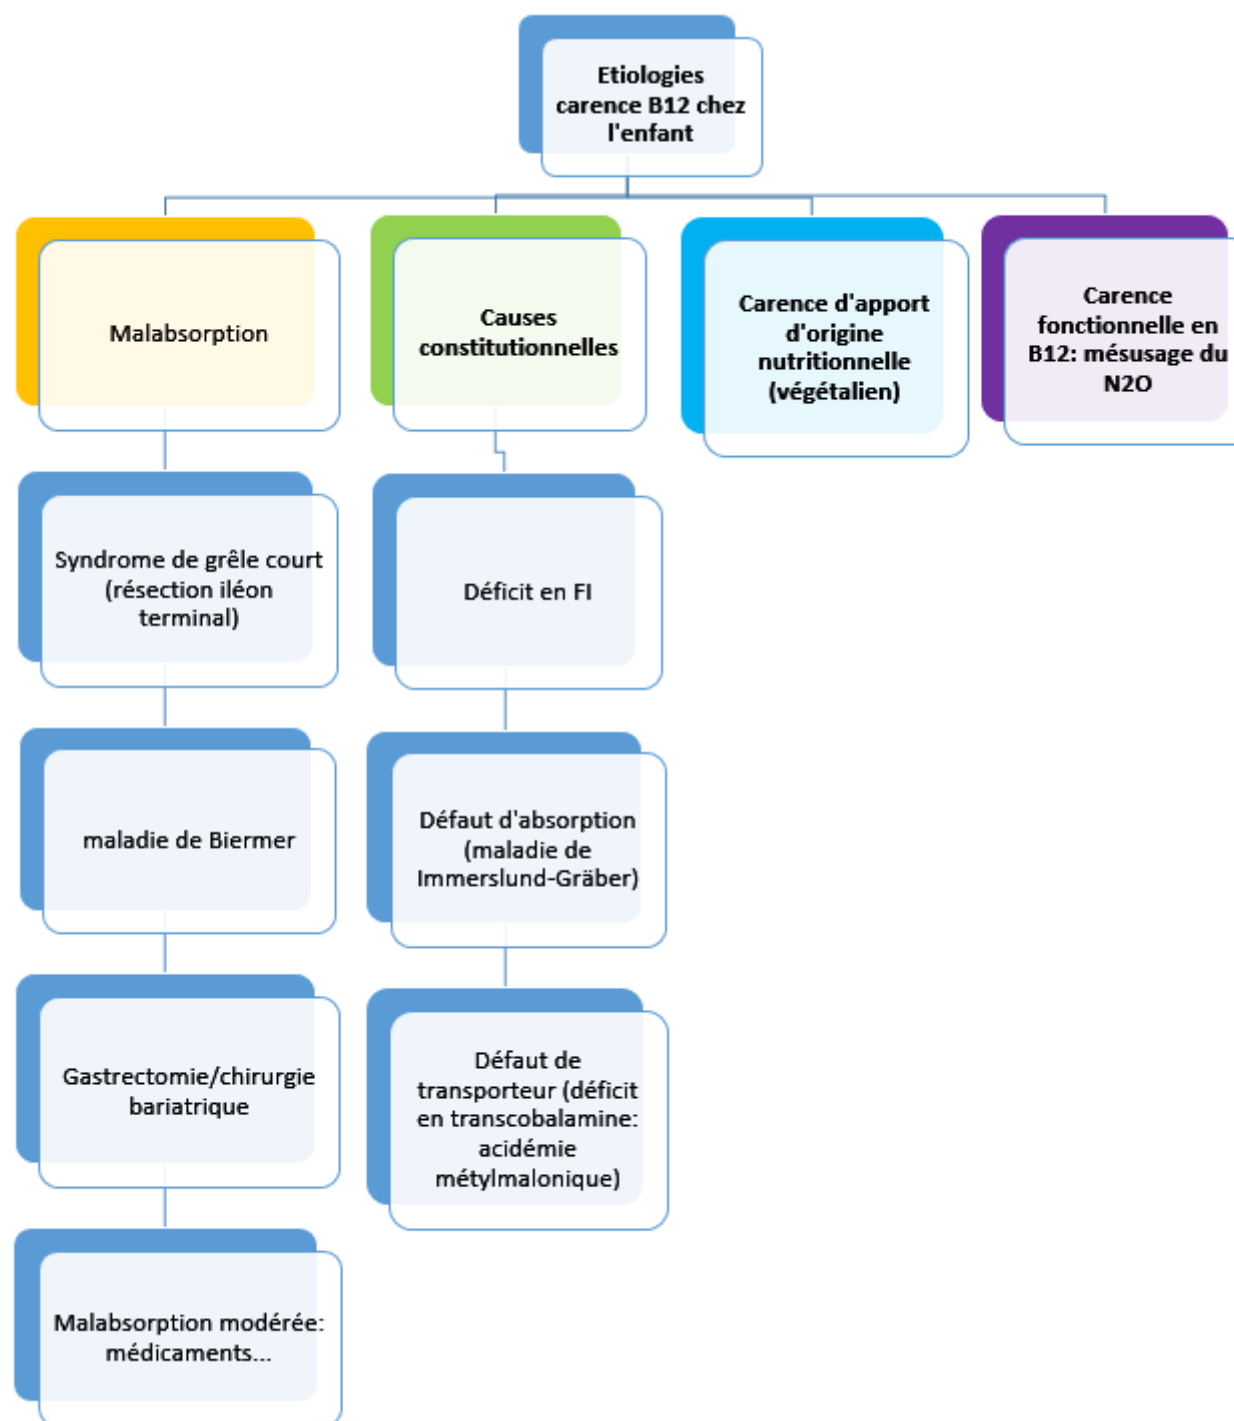 Etiologies
carence B12 chez
l'enfant
Malabsorption
Causes
constitutionnelles
Carence d'apport
d'origine
nutritionnelle
(végétalien)
Carence
fonctionnelle en
B12: mésusage du
N2O
Syndrome de grêle court
(résection iléon
terminal)
Déficit en FI
maladie de Biermer
Défaut d'absorption
(maladie de
Immerslund-Gräber)
Gastrectomie/chirurgie
bariatrique
Défaut de
transporteur (déficit
en transcobalamine:
acidémie
métylmalonique)
Malabsorption modérée:
médicaments...